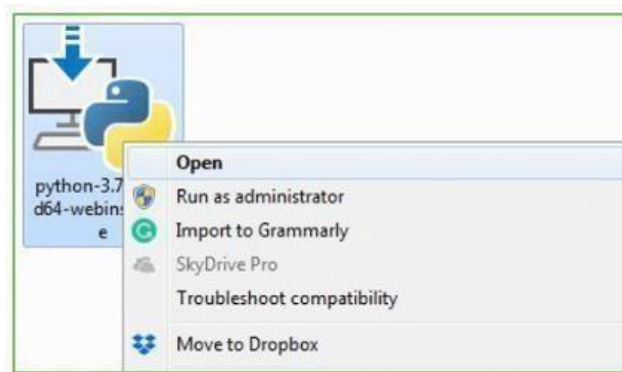 python-3.7
d64-webins
e
Open
Run as administrator
Import to Grammarly
SkyDrive Pro
Troubleshoot compatibility
Move to Dropbox